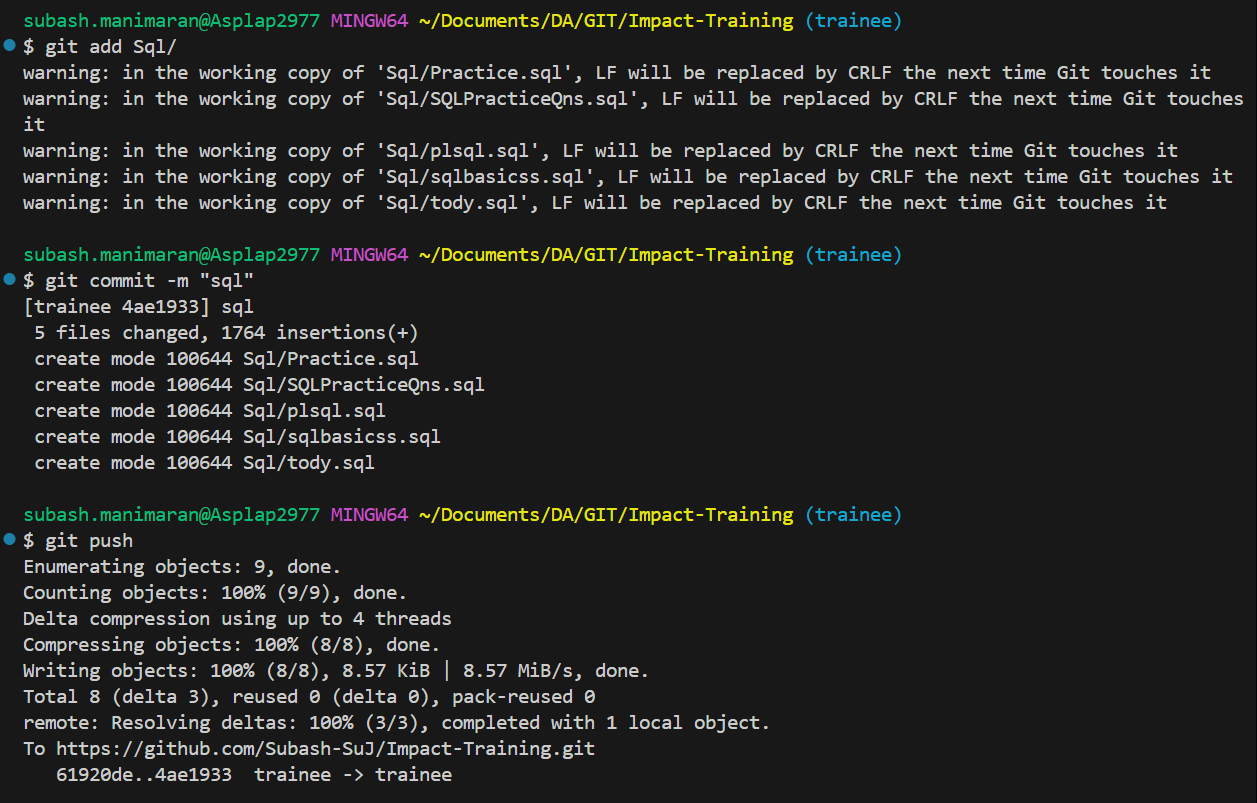 subash.manimaran@Asplap2977 MINGW64 ~/Documents/DA/GIT/Impact-Training (trainee)
$ git add Sql/
warning: in the working copy of 'Sql/Practice.sql', LF will be replaced by CRLF the next time Git touches it
warning: in the working copy of 'Sql/SQLPracticeQns.sql', LF will be replaced by CRLF the next time Git touches
it
warning: in the working copy of 'Sql/plsql.sql', LF will be replaced by CRLF the next time Git touches it
warning: in the working copy of 'Sql/sqlbasicss.sql', LF will be replaced by CRLF the next time Git touches it
warning: in the working copy of 'Sql/tody.sql', LF will be replaced by CRLF the next time Git touches it
subash.manimaran@Asplap2977 MINGW64 ~/Documents/DA/GIT/Impact-Training (trainee)
$ git commit -m "sql"
[trainee 4ae1933] sql
5 files changed, 1764 insertions(+)
create mode 100644 Sql/Practice.sql
create mode 100644 Sql/SQLPracticeQns.sql
create mode 100644 Sql/plsql.sql
create mode 100644 Sql/sqlbasicss.sql
create mode 100644 Sql/tody.sql
subash.manimaran@Asplap2977 MINGW64 ~/Documents/DA/GIT/Impact-Training (trainee)
$ git push
Enumerating objects: 9, done.
Counting objects: 100% (9/9), done.
Delta compression using up to 4 threads
Compressing objects: 100% (8/8), done.
Writing objects: 100% (8/8), 8.57 KiB | 8.57 MiB/s, done.
Total 8 (delta 3), reused 0 (delta 0), pack-reused 0
remote: Resolving deltas: 100% (3/3), completed with 1 local object.
To https://github.com/Subash-SuJ/Impact-Training.git
61920de..4ae1933  trainee -> trainee